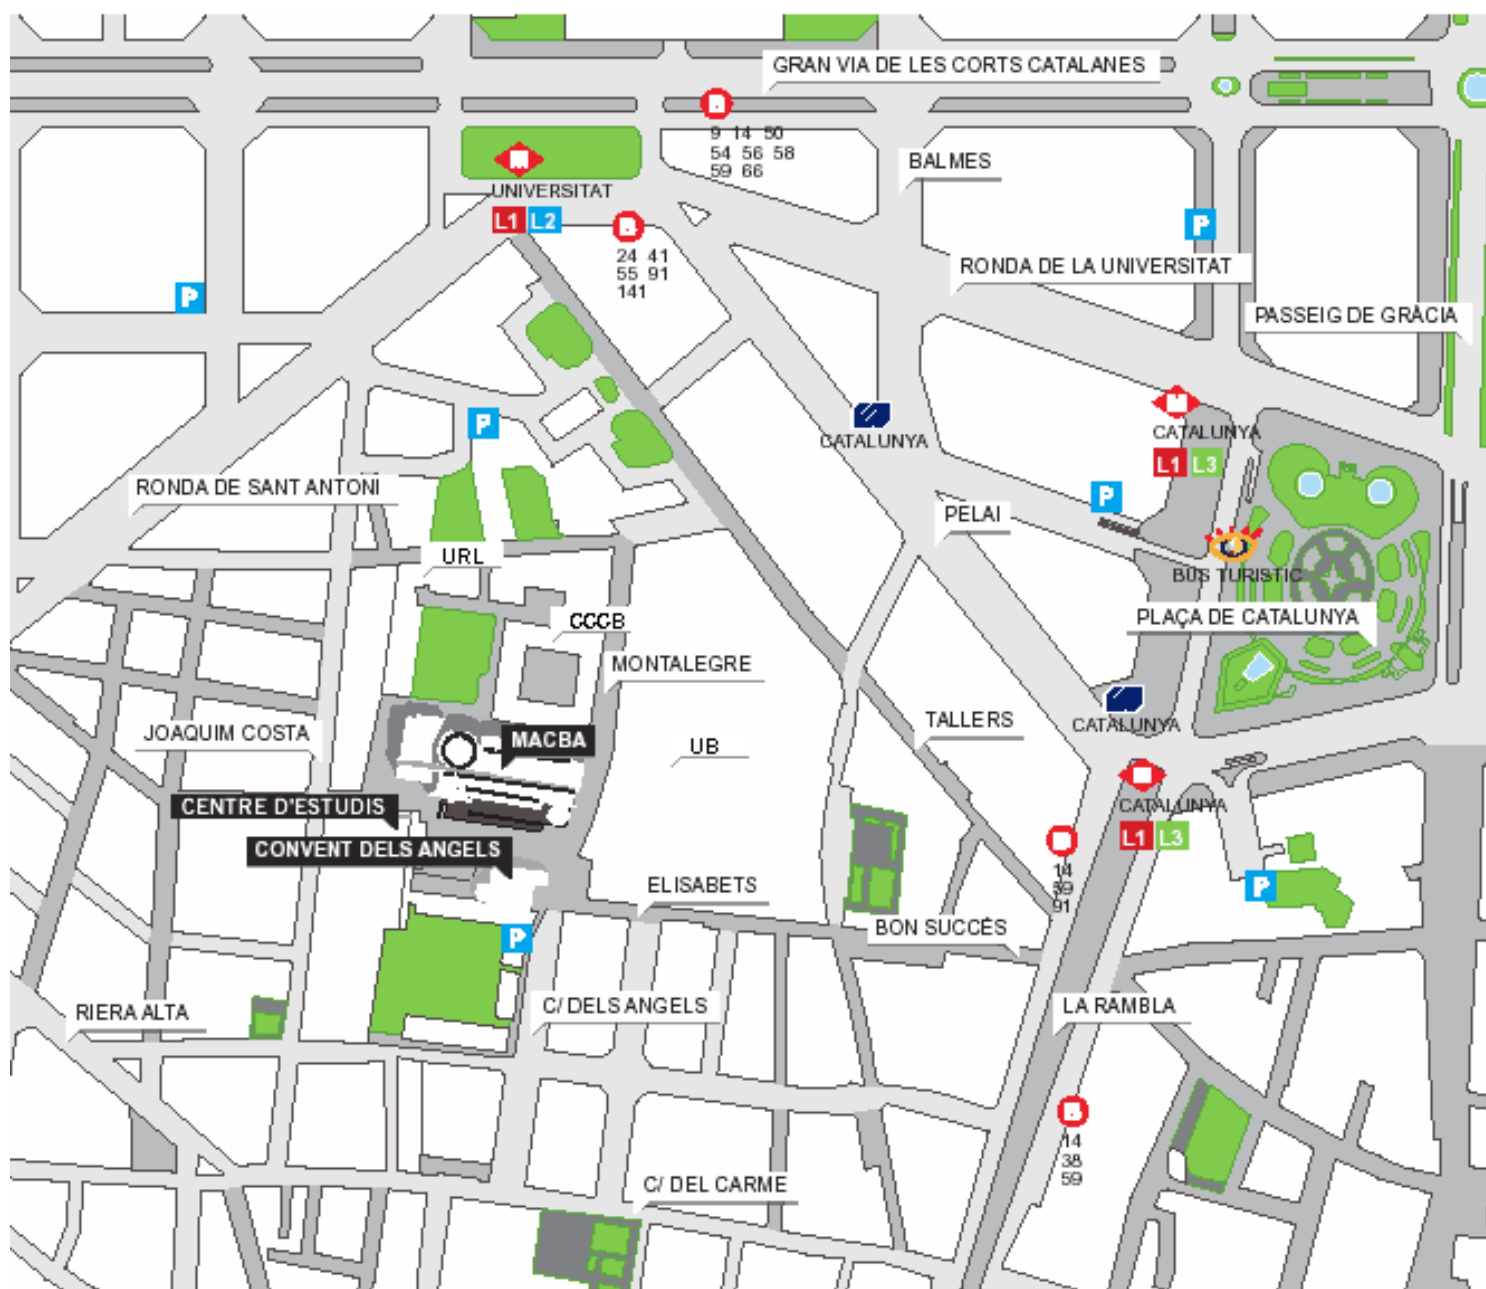 GRAN VIA DE LES CORTS CATALANES
9 14 50
54 56 58
59 66
BALMES
UNIVERSITAT
L1 L2
P
24 41
55 91
141
RONDA DE LA UNIVERSITAT
P
PASSEIG DE GRÀCIA
CATALUNYA
P
CATALUNYA
L1 L3
RONDA DE SANT ANTONI
P
PELAI
URL
BUS TURISTIC
CCCB
PLAÇA DE CATALUNYA
MONTALEGRE
JOAQUIM COSTA
MACBA
UB
TALLERS
CATALUNYA
CENTRE D'ESTUDIS
CATALUNYA
L1 L3
CONVENT DELS ANGELS
14
59
91
ELISABETS
P
BON SUCCÉS
P
RIERA ALTA
C/ DELS ANGELS
LA RAMBLA
14
38
59
C/ DEL CARME